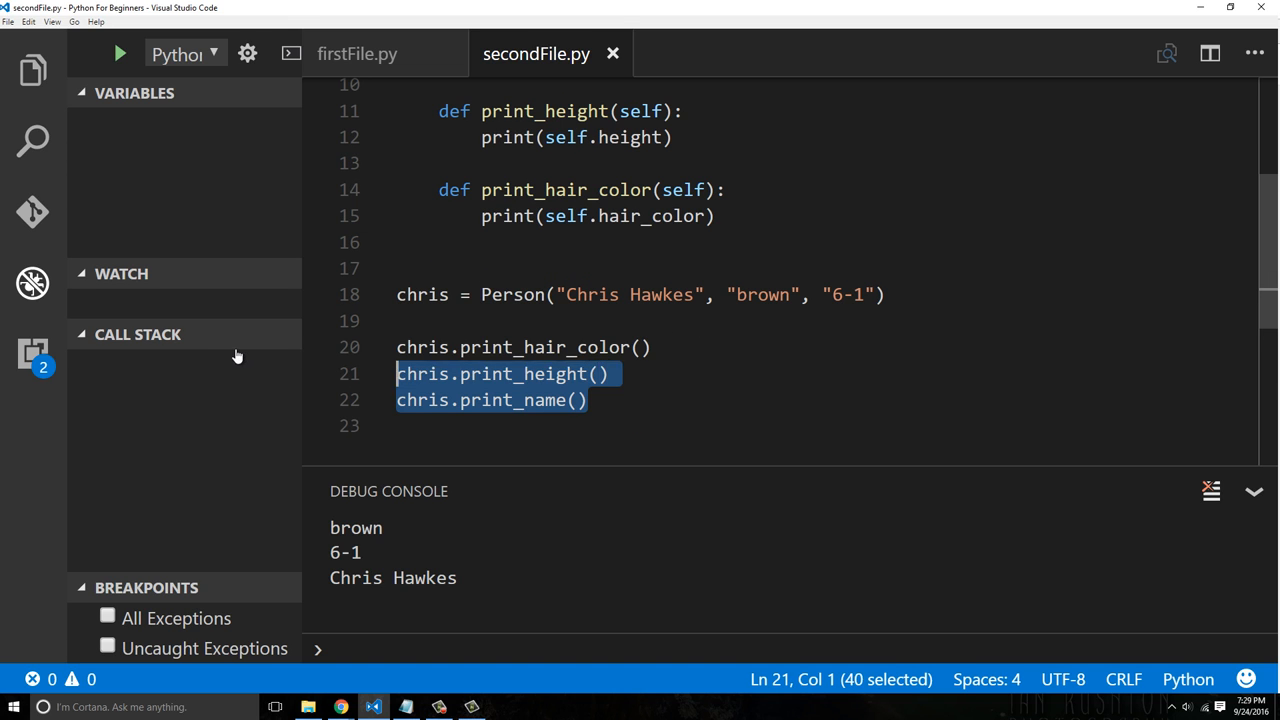 secondFile.py - Python For Beginners - Visual Studio Code
File Edit View Go Help
Pythor
firstFile.py
secondFile.py
VARIABLES
WATCH
CALL STACK
BREAKPOINTS
All Exceptions
Uncaught Exceptions
2
10
11 def print_height(self):
12 print(self.height)
13
14 def print_hair_color(self):
15 print(self.hair_color)
16
17
18 chris = Person("Chris Hawkes", "brown", "6-1")
19
20 chris.print_hair_color()
21 chris.print_height()
22 chris.print_name()
23
DEBUG CONSOLE
brown
6-1
Chris Hawkes
0 0
Ln 21, Col 1 (40 selected) Spaces: 4 UTF-8 CRLF Python
I'm Cortana. Ask me anything.
IAN RUSHTON
7:29 PM
9/24/2016